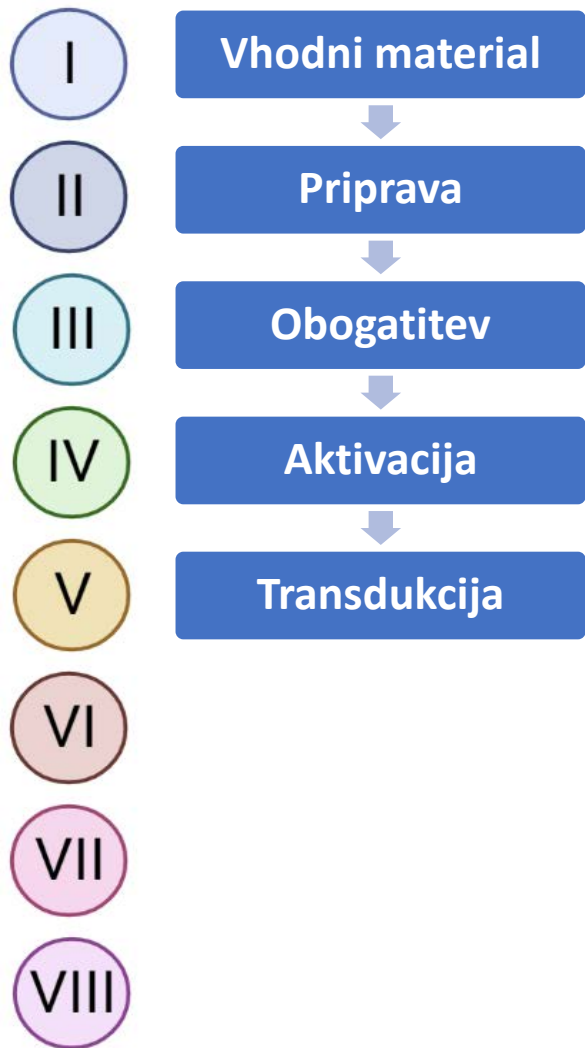 I
Vhodni material
II
Priprava
III
Obogatitev
IV
Aktivacija
V
Transdukcija
VI
VII
VIII